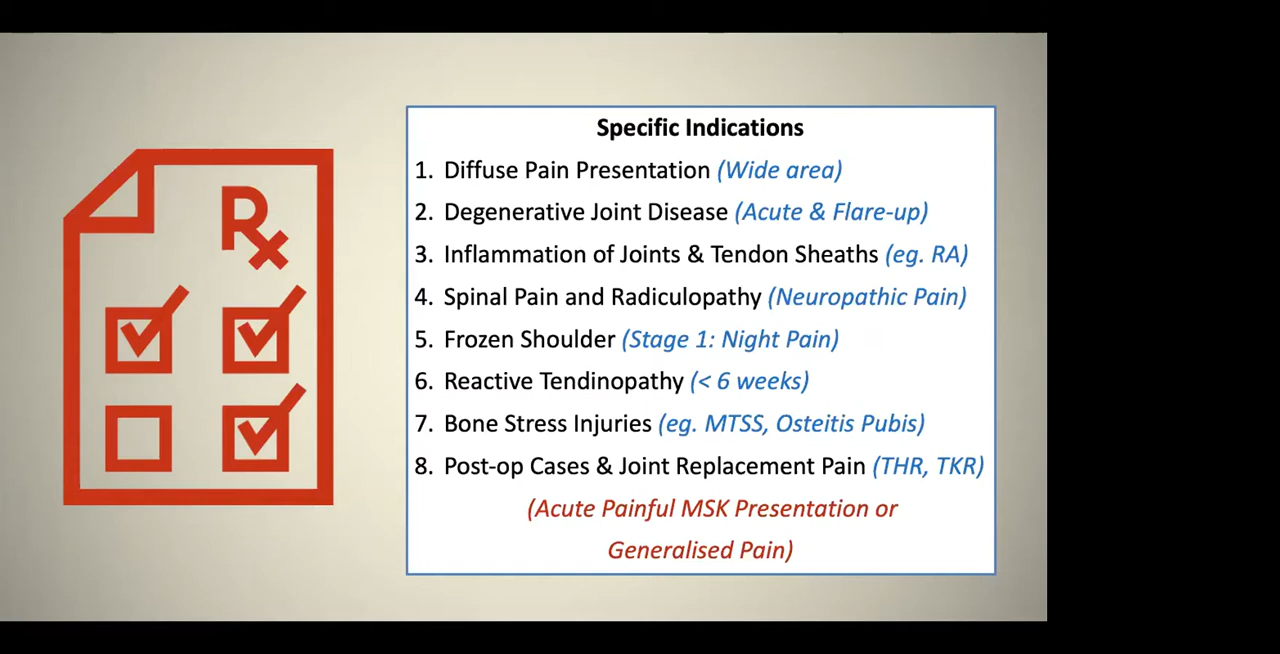 Rx
Specific Indications
1. Diffuse Pain Presentation (Wide area)
2. Degenerative Joint Disease (Acute & Flare-up)
3. Inflammation of Joints & Tendon Sheaths (eg. RA)
4. Spinal Pain and Radiculopathy (Neuropathic Pain)
5. Frozen Shoulder (Stage 1: Night Pain)
6. Reactive Tendinopathy (< 6 weeks)
7. Bone Stress Injuries (eg. MTSS, Osteitis Pubis)
8. Post-op Cases & Joint Replacement Pain (THR, TKR)
(Acute Painful MSK Presentation or
Generalised Pain)